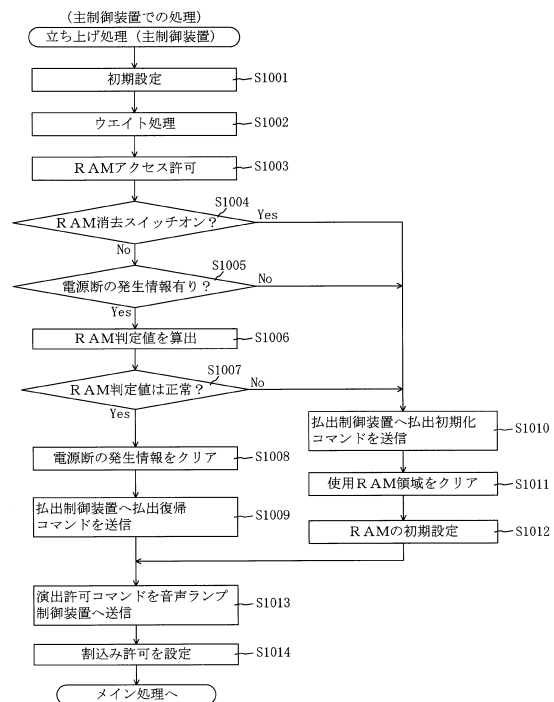 (主制御装置での処理)
立ち上げ処理(主制御装置)
初期設定
S1001
ウエイト処理
S1002
RAMアクセス許可
S1003
RAM消去スイッチオン?
S1004
Yes
No
電源断の発生情報有り?
S1005
No
Yes
RAM判定値を算出
S1006
RAM判定値は正常?
S1007
No
Yes
電源断の発生情報をクリア
S1008
払出制御装置へ払出復帰
コマンドを送信
S1009
払出制御装置へ払出初期化
コマンドを送信
S1010
使用RAM領域をクリア
S1011
RAMの初期設定
S1012
演出許可コマンドを音声ランプ
制御装置へ送信
S1013
割込み許可を設定
S1014
メイン処理へ